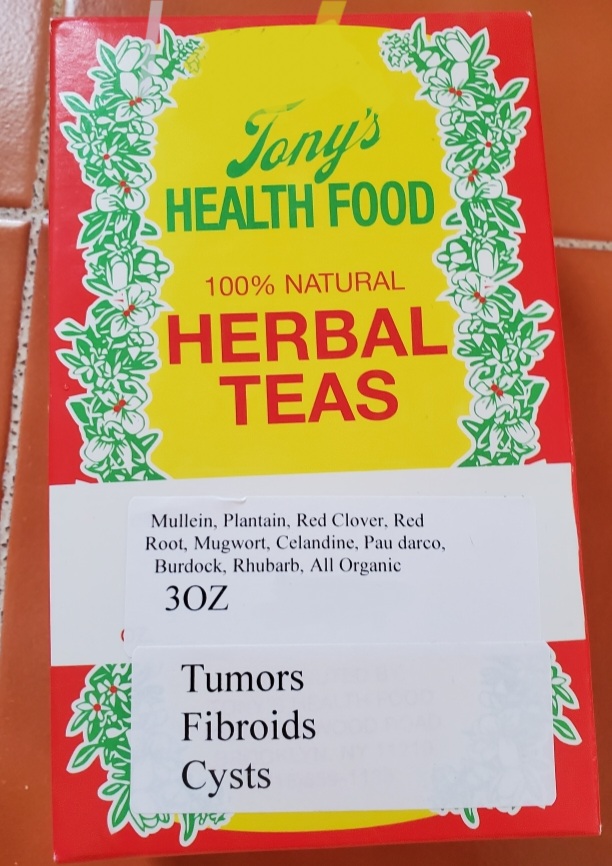 Tony's
HEALTH FOOD
100% NATURAL
HERBAL
TEAS
Mullein, Plantain, Red Clover, Red
Root, Mugwort, Celandine, Pau darco,
Burdock, Rhubarb, All Organic
3OZ
Tumors
Fibroids
Cysts